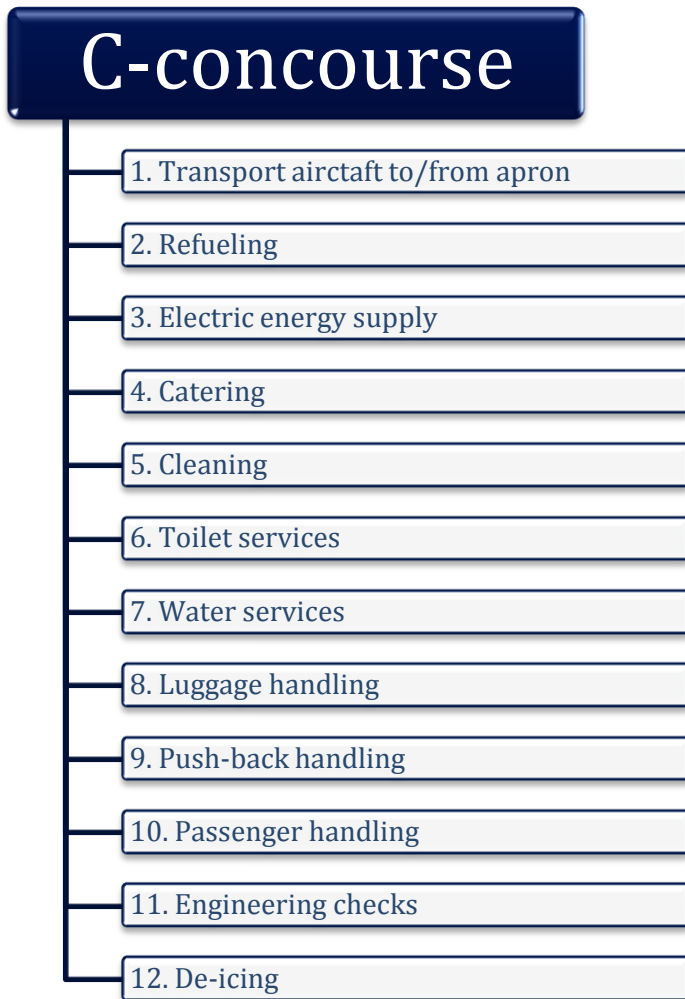 C-concourse
1. Transport airctaft to/from apron
2. Refueling
3. Electric energy supply
4. Catering
5. Cleaning
6. Toilet services
7. Water services
8. Luggage handling
9. Push-back handling
10. Passenger handling
11. Engineering checks
12. De-icing